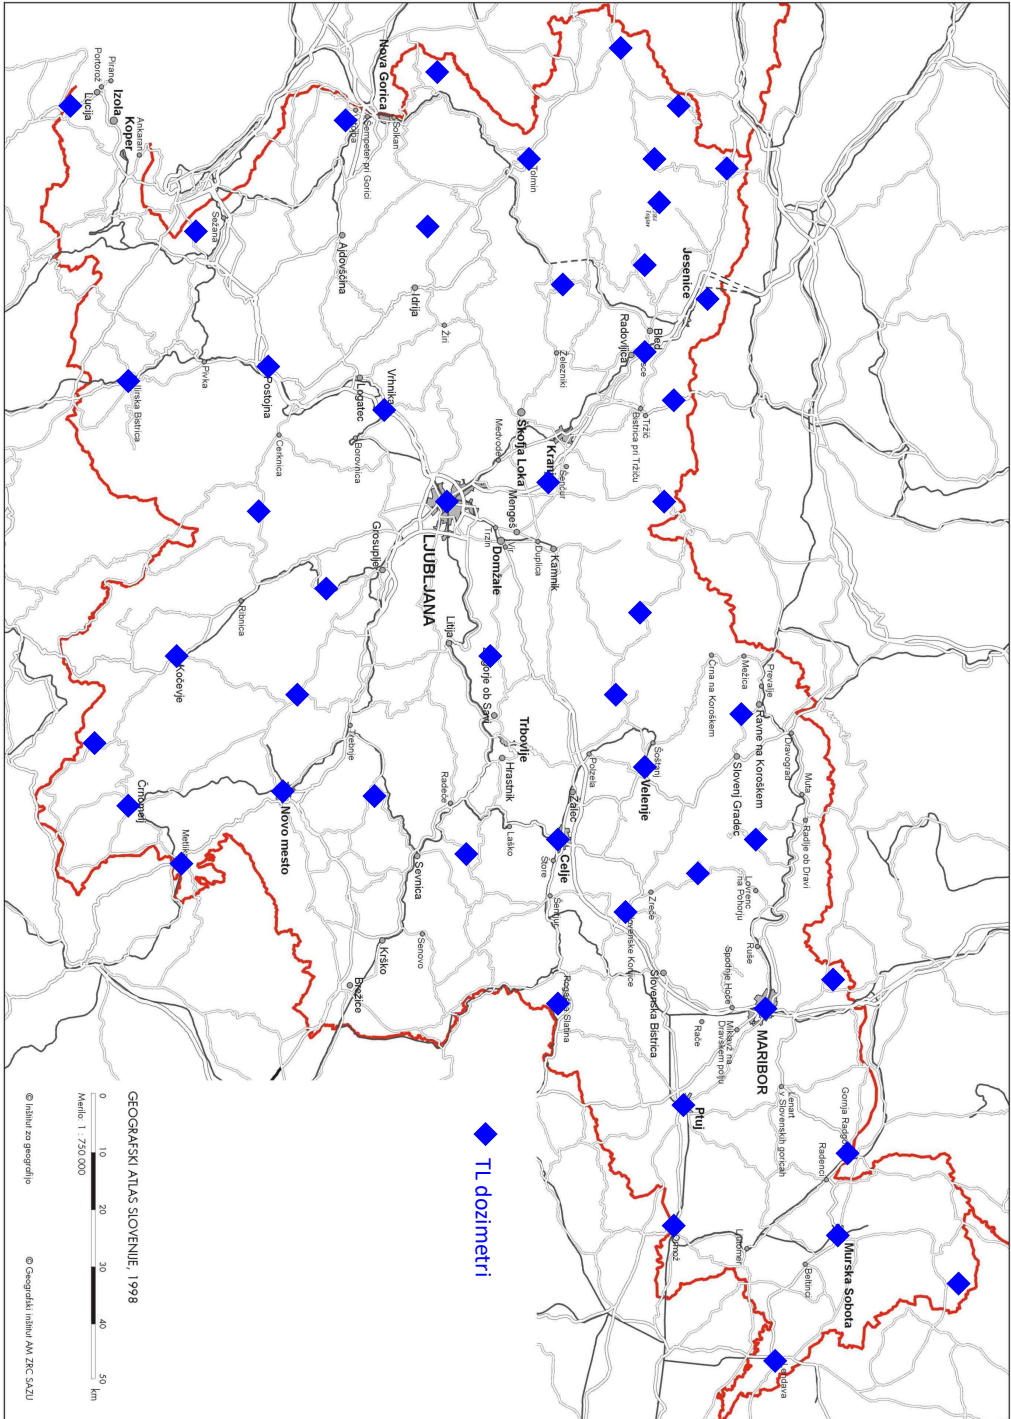 Nova Gorica
Solkan
Šempeter pri Gorici
Piran
Portorož
Lucija
Izola
Ankaran
Koper
Sežana
Tolmin
Ajdovščina
Idrija
Žiri
Jesenice
Bled
Radovljica
Železniki
Tržič
Bistrica pri Tržiču
Pivka
Postojna
Ilirska Bistrica
Cerknica
Logatec
Vrhnika
Borovnica
Škofja Loka
Medvode
Kranj
Šenčur
Mengeš
Trzin
Domžale
Vir
Duplica
Kamnik
LJUBLJANA
Grosuplje
Ribnica
Kočevje
Litija
Zagorje ob Savi
Trbovlje
Hrastnik
Trebnje
Radeče
Laško
Sevnica
Senovo
Krško
Brežice
Novo mesto
Črnomelj
Metlika
Črna na Koroškem
Mežica
Prevalje
Ravne na Koroškem
Dravograd
Slovenj Gradec
Muta
Radlje ob Dravi
Šoštanj
Velenje
Polzela
Žalec
Celje
Štore
Šentjur
Rogaška Slatina
Zreče
Slovenske Konjice
Slovenska Bistrica
Lovrenc
na Pohorju
Ruše
Spodnje Hoče
MARIBOR
Miklavž na
Dravskem polju
Rače
Ptuj
Lenart
v Slovenskih goricah
Gornja Radgona
Radenci
Murska Sobota
Beltinci
Ljutomer
Ormož
Lendava
TL dozimetri
GEOGRAFSKI ATLAS SLOVENIJE, 1998
0 10 20 30 40 50 km
Merilo 1 : 750 000
© Inštitut za geografijo
© Geografski inštitut AM ZRC SAZU